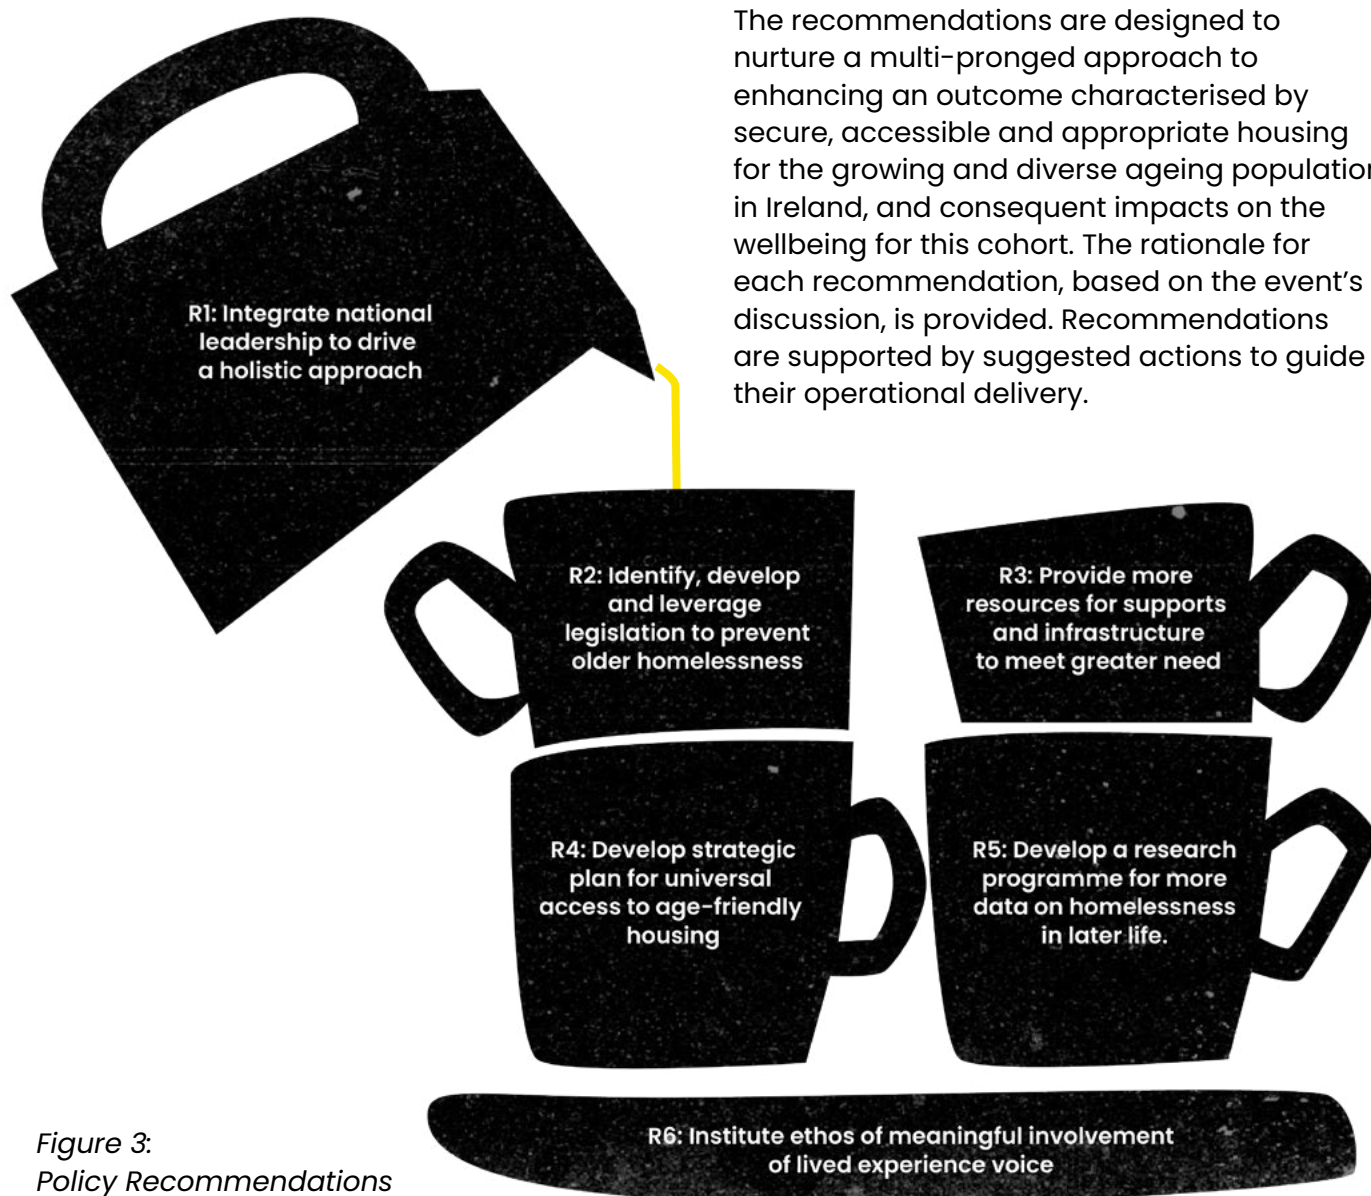 The recommendations are designed to
nurture a multi-pronged approach to
enhancing an outcome characterised by
secure, accessible and appropriate housing
for the growing and diverse ageing population
in Ireland, and consequent impacts on the
wellbeing for this cohort. The rationale for
each recommendation, based on the event’s
discussion, is provided. Recommendations
are supported by suggested actions to guide
their operational delivery.
R1: Integrate national
leadership to drive
a holistic approach
R2: Identify, develop
and leverage
legislation to prevent
older homelessness
R3: Provide more
resources for supports
and infrastructure
to meet greater need
R4: Develop strategic
plan for universal
access to age-friendly
housing
R5: Develop a research
programme for more
data on homelessness
in later life.
R6: Institute ethos of meaningful involvement
of lived experience voice
Figure 3:
Policy Recommendations